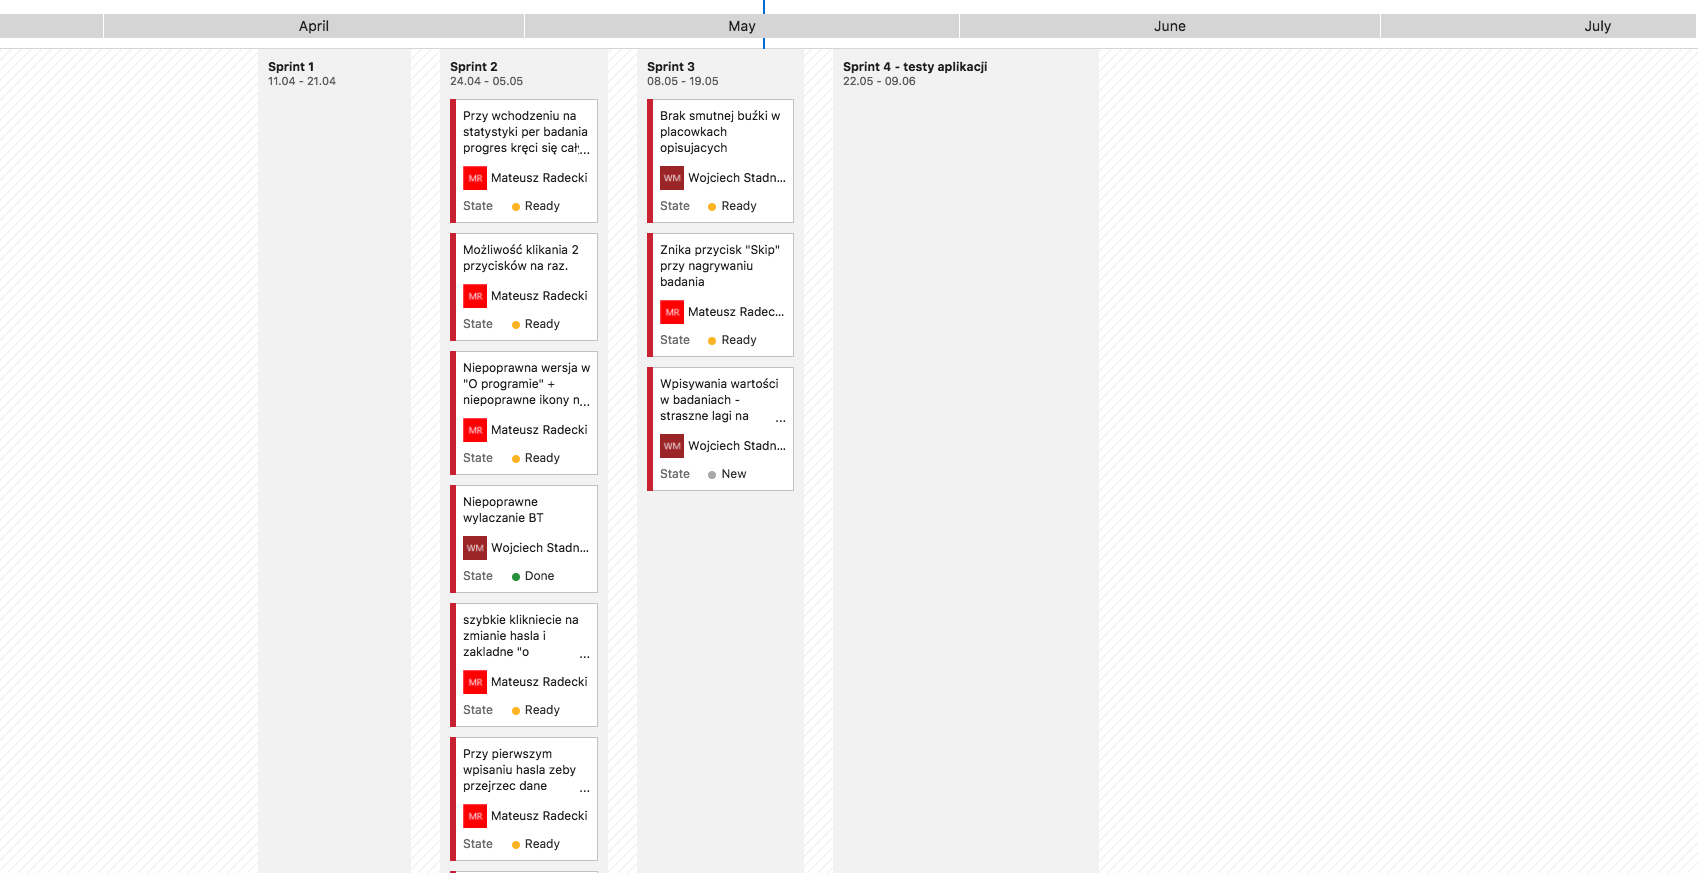 April
May
June
July
Sprint 1
11.04 - 21.04
Sprint 2
24.04 - 05.05
Przy wchodzeniu na
statystyki per badania
progres kręci się cały...
MR Mateusz Radecki
State Ready
Możliwość klikania 2
przycisków na raz.
MR Mateusz Radecki
State Ready
Niepoprawna wersja w
"O programie" +
niepoprawne ikony n...
MR Mateusz Radecki
State Ready
Niepoprawne
wylaczanie BT
WM Wojciech Stadn...
State Done
szybkie klikniecie na
zmianie hasla i
zakladne "o ...
MR Mateusz Radecki
State Ready
Przy pierwszym
wpisaniu hasla zeby
przejrzec dane ...
MR Mateusz Radecki
State Ready
Sprint 3
08.05 - 19.05
Brak smutnej buźki w
placowkach
opisujacych
WM Wojciech Stadn...
State Ready
Znika przycisk "Skip"
przy nagrywaniu
badania
MR Mateusz Radec...
State Ready
Wpisywania wartości
w badaniach -
straszne lagi na ...
WM Wojciech Stadn...
State New
Sprint 4 - testy aplikacji
22.05 - 09.06